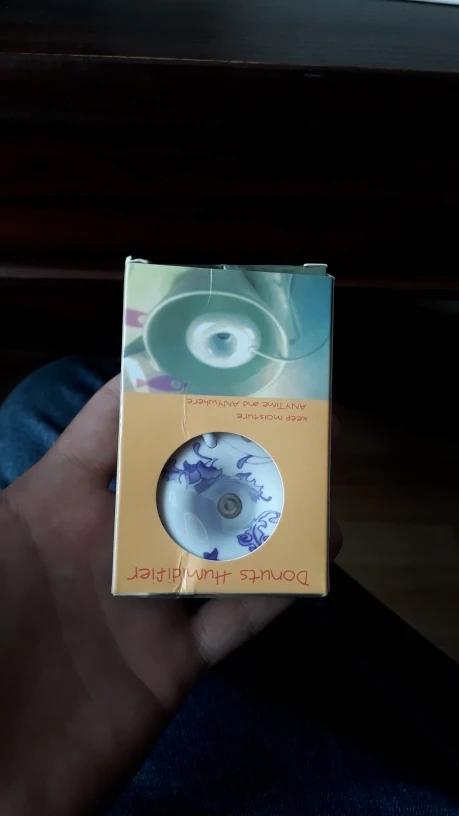 Donuts Humidifier
keep moisture
ANYTime and ANYwhere